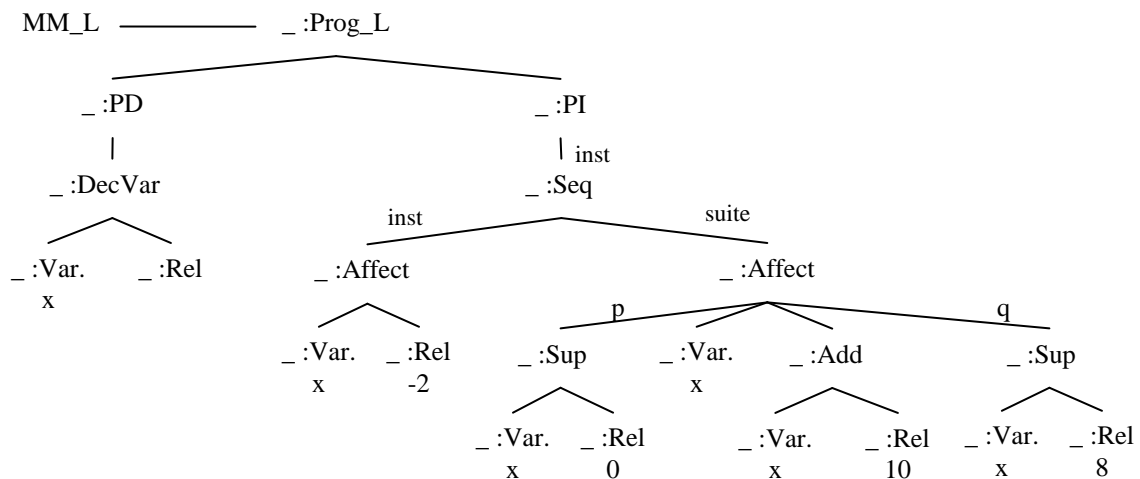 MM_L _ :Prog_L
_ :PD _ :PI
inst
_ :DecVar _ :Seq
inst suite
_ :Var. _ :Rel _ :Affect _ :Affect
x
p q
_ :Var. _ :Rel _ :Sup _ :Var. _ :Add _ :Sup
x -2 x
_ :Var. _ :Rel _ :Var. _ :Rel _ :Var. _ :Rel
x 0 x 10 x 8